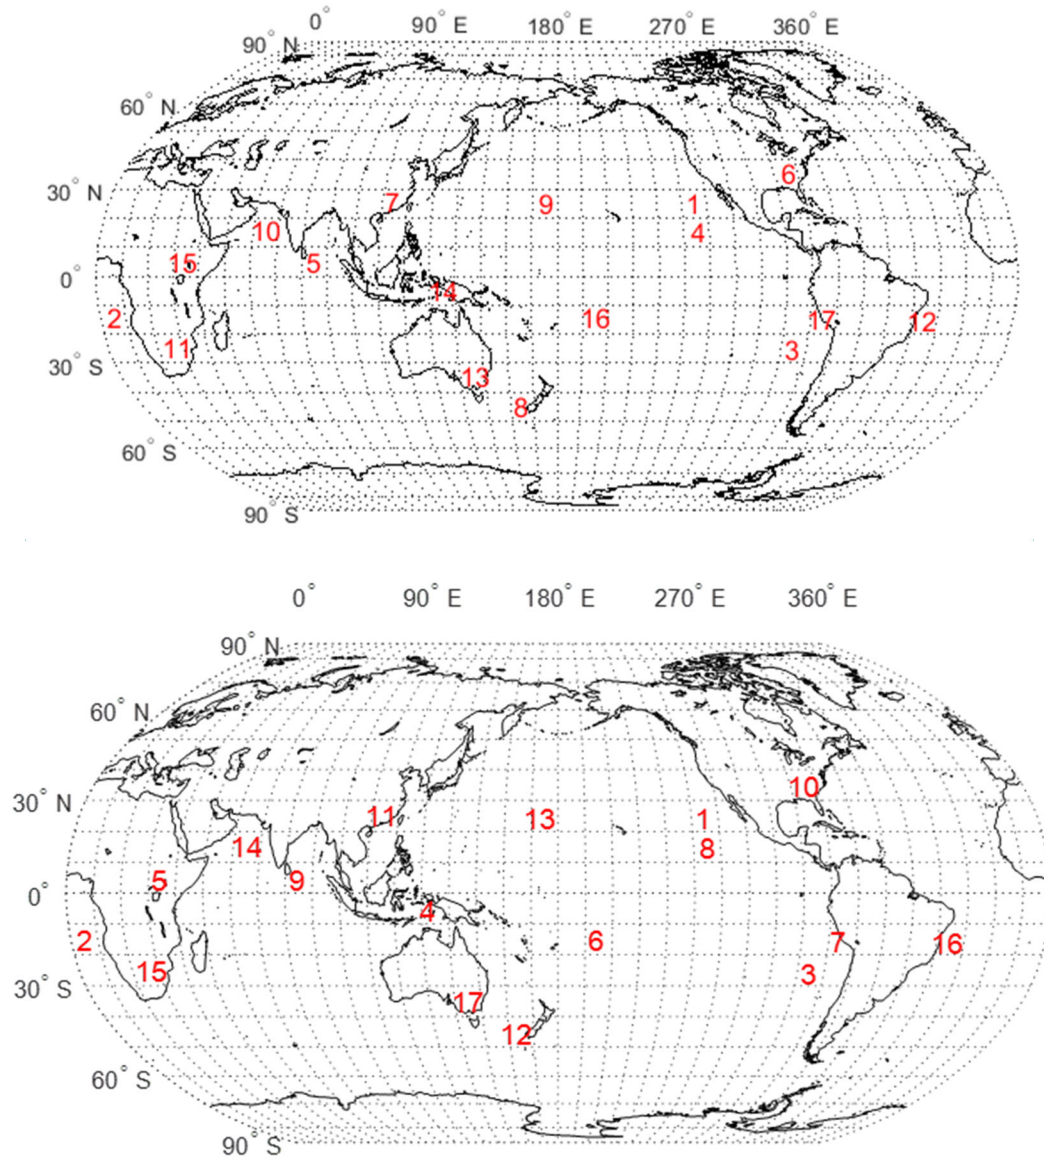 0° 90° E 180° E 270° E 360° E
90° N
60° N
6
30° N 7 9 1
10 4
15 5
0° 14
2 16 17 12
11 3
30° S 13
8
60° S
90° S
0° 90° E 180° E 270° E 360° E
90° N
60° N
10
30° N 11 13 1
14 8
5 9
0° 4
2 6 7 16
15 3
30° S 17
12
60° S
90° S